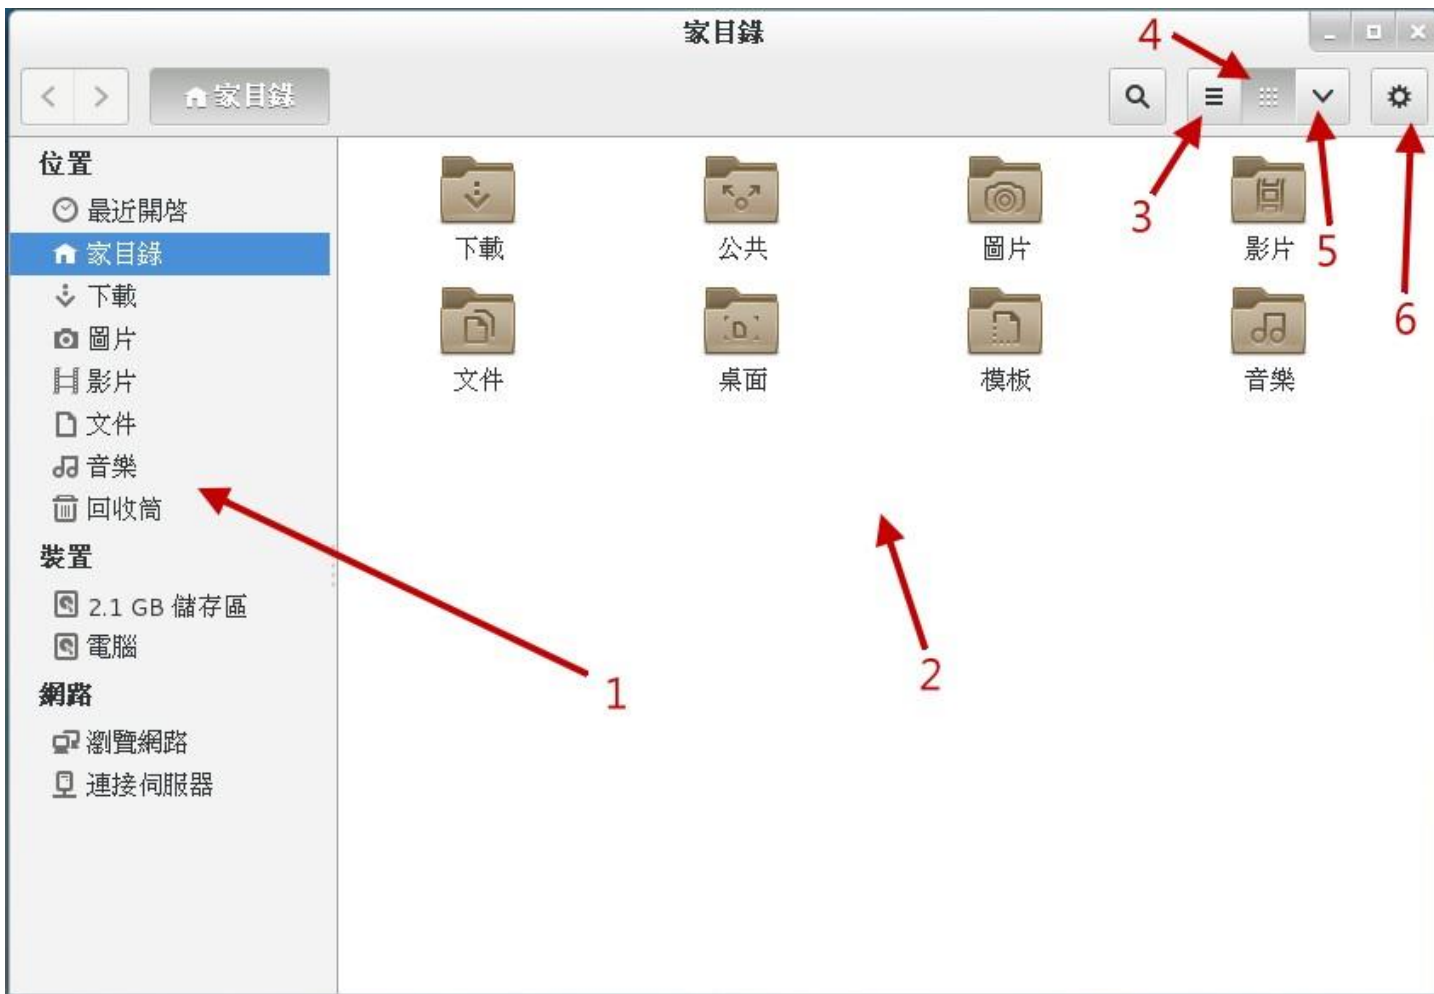 家目錄
4
家目錄
3
5
6
位置
最近開啓
家目錄
下載
圖片
影片
文件
音樂
回收筒
裝置
2.1 GB 儲存區
電腦
網路
瀏覽網路
連接伺服器
下載 公共 圖片 影片
文件 桌面 模板 音樂
1
2